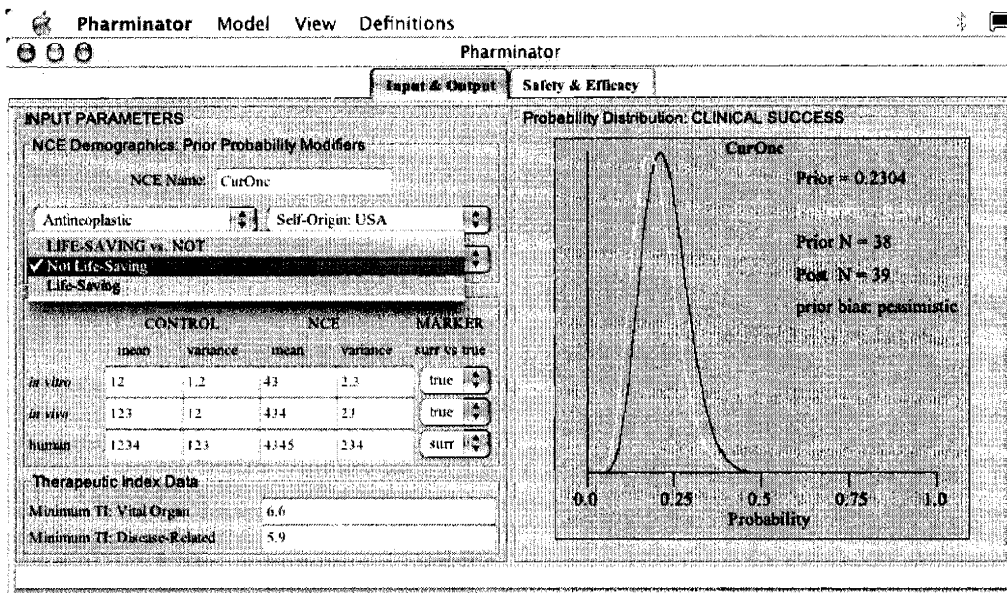 Pharminator Model View Definitions
Pharminator
Input & Output Safety & Efficacy
INPUT PARAMETERS
NCE Demographics: Prior Probability Modifiers
NCE Name: CurOnc
Antineoplastic Self-Origin: USA
LIFE-SAVING vs. NOT
✓ Not Life-Saving
Life-Saving
CONTROL NCE MARKER
mean variance mean variance surr vs true
in vitro 12 1.2 43 2.3 true
in vivo 123 12 434 23 true
human 1234 123 4345 234 surr
Therapeutic Index Data
Minimum TI: Vital Organ 6.6
Minimum TI: Disease-Related 5.9
Probability Distribution: CLINICAL SUCCESS
CurOnc
Prior = 0.2304
Prior N = 38
Post N = 39
prior bias: pessimistic
0.0 0.25 0.5 0.75 1.0
Probability